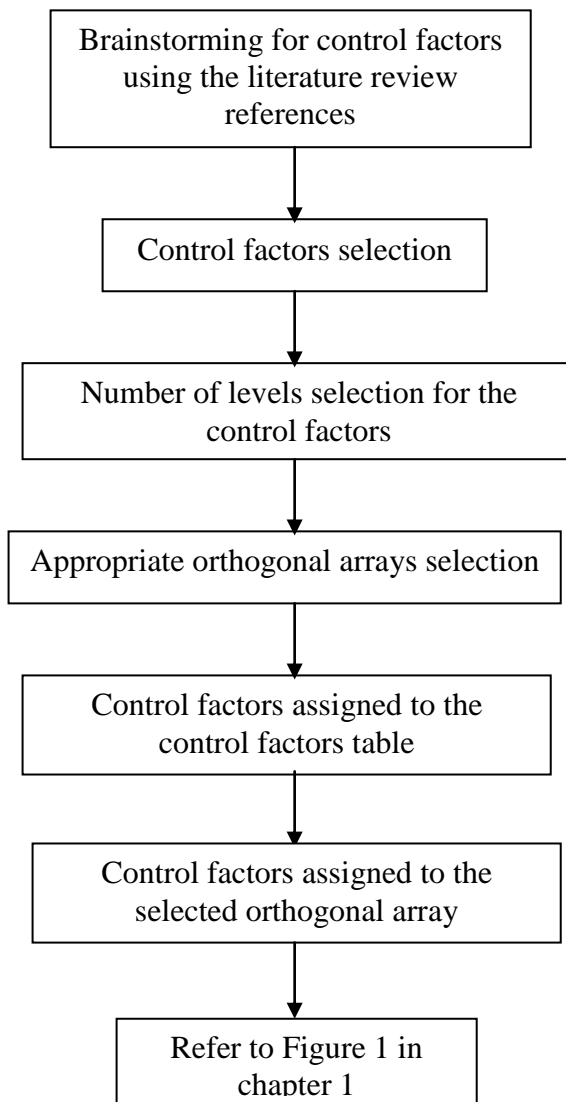 Brainstorming for control factors
using the literature review
references
Control factors selection
Number of levels selection for the
control factors
Appropriate orthogonal arrays selection
Control factors assigned to the
control factors table
Control factors assigned to the
selected orthogonal array
Refer to Figure 1 in
chapter 1